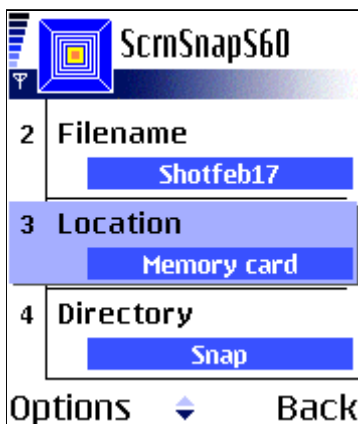 ScrnSnapS60
2 Filename
Shotfeb17
3 Location
Memory card
4 Directory
Snap
Options Back